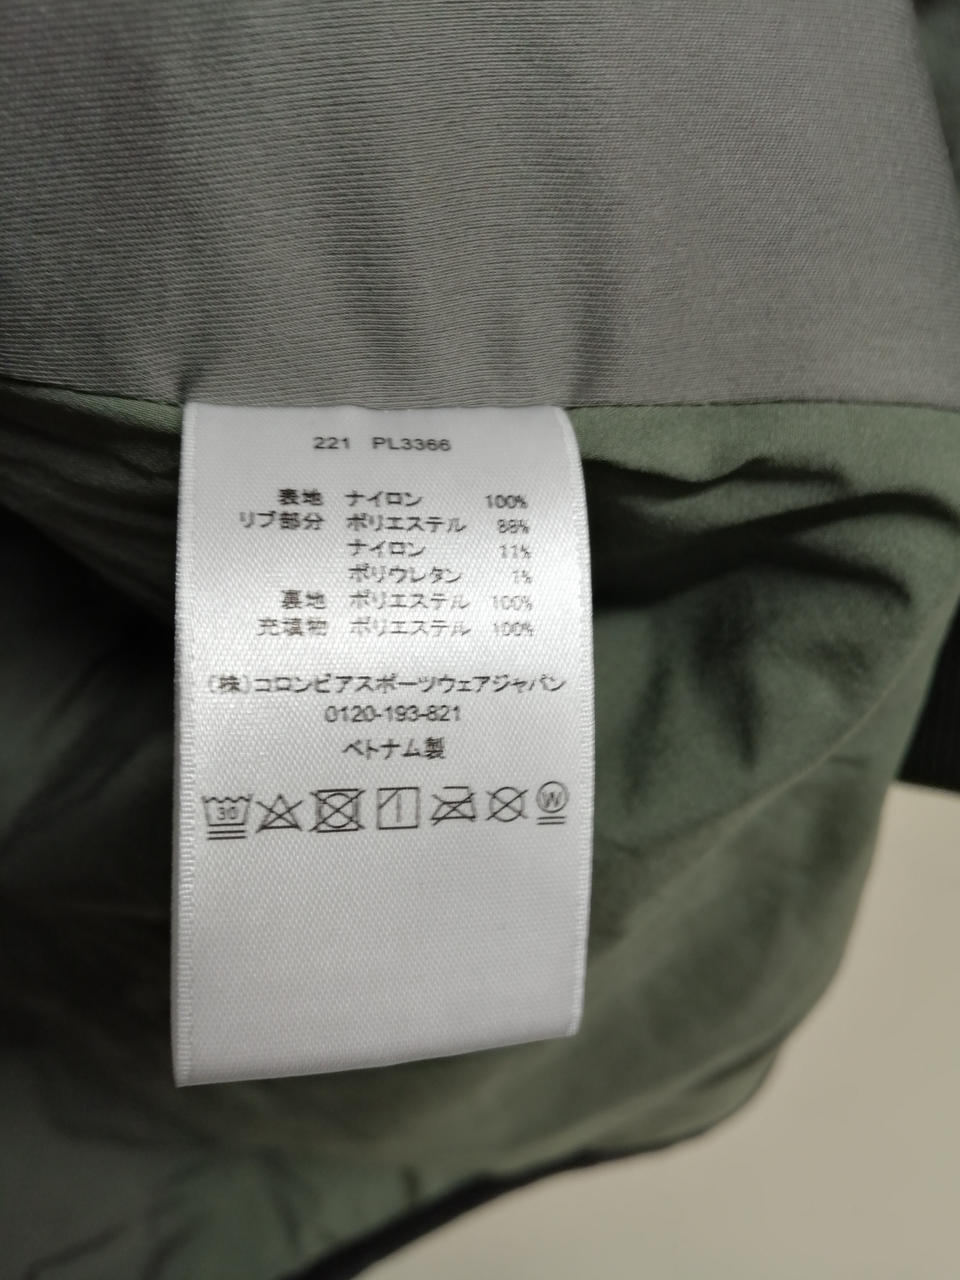 221 PL3366
表地 ナイロン 100%
リブ部分 ポリエステル 88%
ナイロン 11%
ポリウレタン 1%
裏地 ポリエステル 100%
充填物 ポリエステル 100%
(株)コロンビアスポーツウェアジャパン
0120-193-821
ベトナム製
30 W